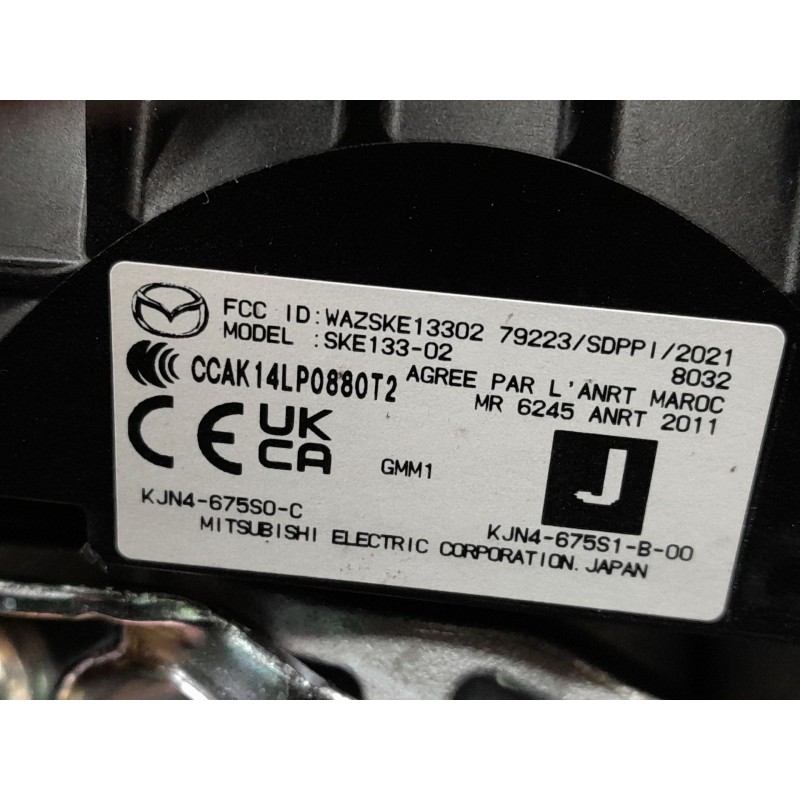 FCC ID:WAZSKE13302 79223/SDPPI/2021
MODEL :SKE133-02 8032
CCAK14LP0880T2 AGREE PAR L'ANRT MAROC
MR 6245 ANRT 2011
CE UK
CA
GMM1
J
KJN4-675S0-C KJN4-675S1-B-00
MITSUBISHI ELECTRIC CORPORATION.JAPAN